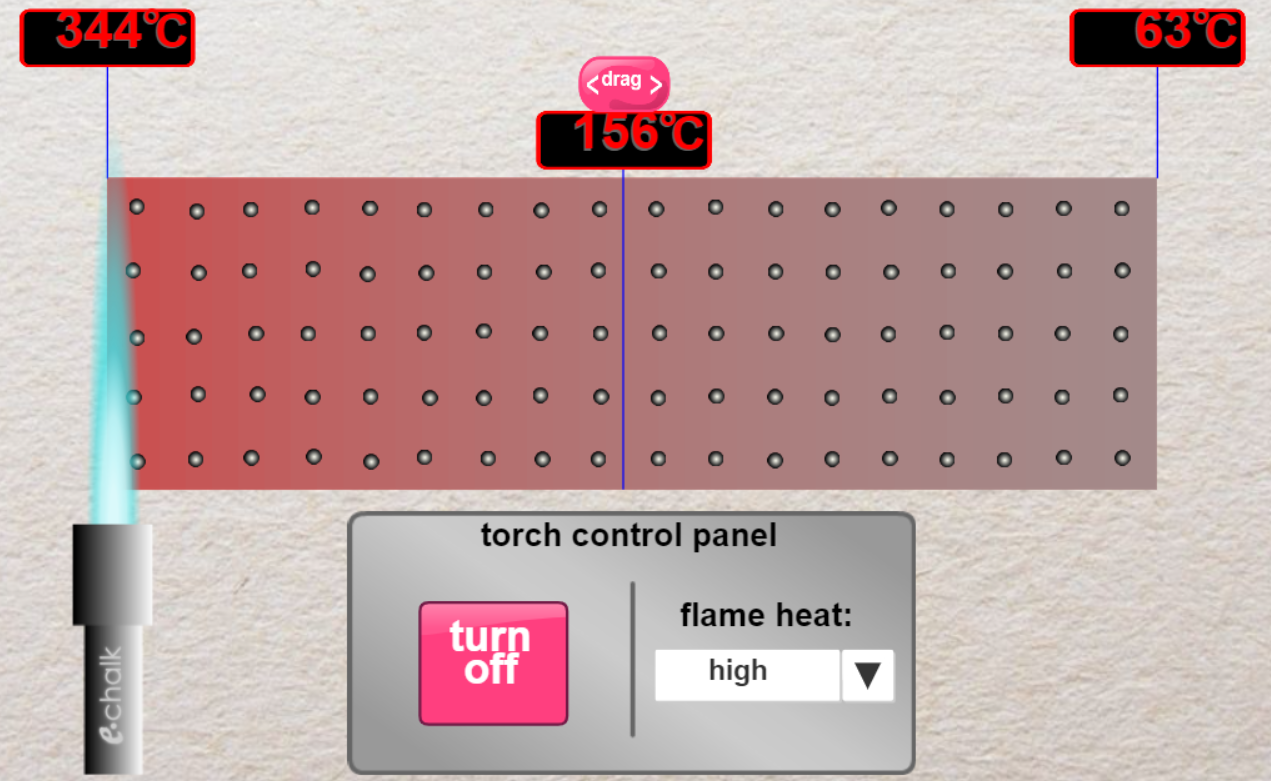 344°C
63°C
< drag >
156°C
torch control panel
turn
off
flame heat:
high
e-chalk